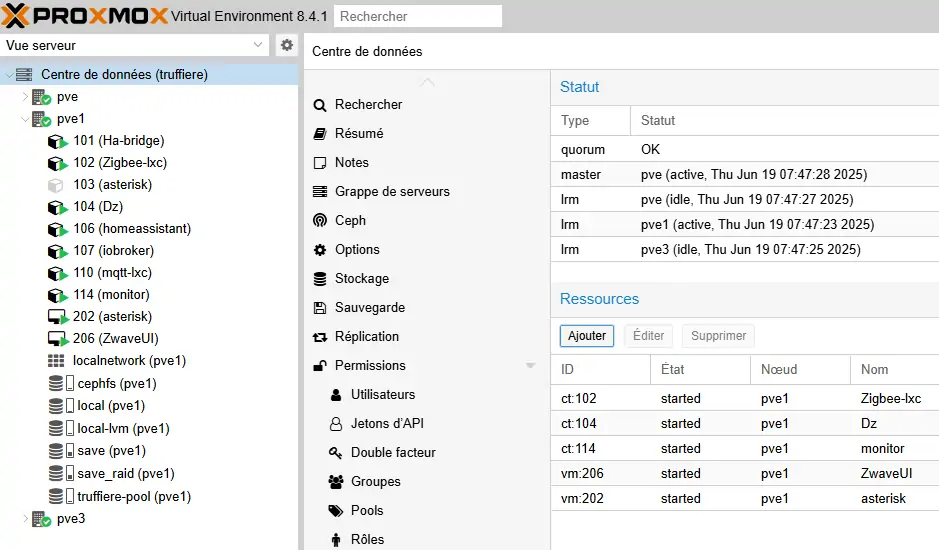 PROXMOX Virtual Environment 8.4.1 Rechercher
Vue serveur
Centre de données (truffiere)
pve
pve1
101 (Ha-bridge)
102 (Zigbee-lxc)
103 (asterisk)
104 (Dz)
106 (homeassistant)
107 (iobroker)
110 (mqtt-lxc)
114 (monitor)
202 (asterisk)
206 (ZwaveUI)
localnetwork (pve1)
cephfs (pve1)
local (pve1)
local-lvm (pve1)
save (pve1)
save_raid (pve1)
truffiere-pool (pve1)
pve3
Centre de données
Rechercher
Résumé
Notes
Grappe de serveurs
Ceph
Options
Stockage
Sauvegarde
Réplication
Permissions
Utilisateurs
Jetons d'API
Double facteur
Groupes
Pools
Rôles
Statut
Type Statut
quorum OK
master pve (active, Thu Jun 19 07:47:28 2025)
lrm pve (idle, Thu Jun 19 07:47:27 2025)
lrm pve1 (active, Thu Jun 19 07:47:23 2025)
lrm pve3 (idle, Thu Jun 19 07:47:25 2025)
Ressources
Ajouter Éditer Supprimer
ID État Nœud Nom
ct:102 started pve1 Zigbee-lxc
ct:104 started pve1 Dz
ct:114 started pve1 monitor
vm:206 started pve1 ZwaveUI
vm:202 started pve1 asterisk